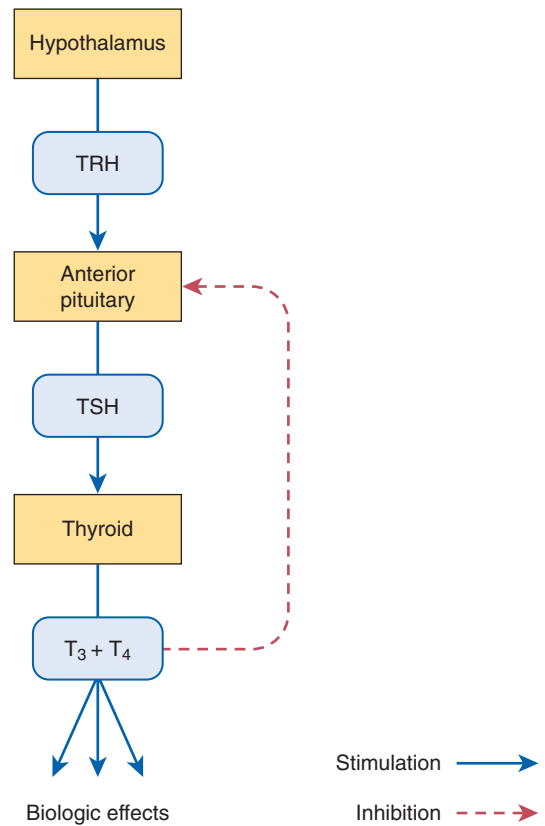 Hypothalamus
TRH
Anterior
pituitary
TSH
Thyroid
T₃ + T₄
Biologic effects
Stimulation
Inhibition